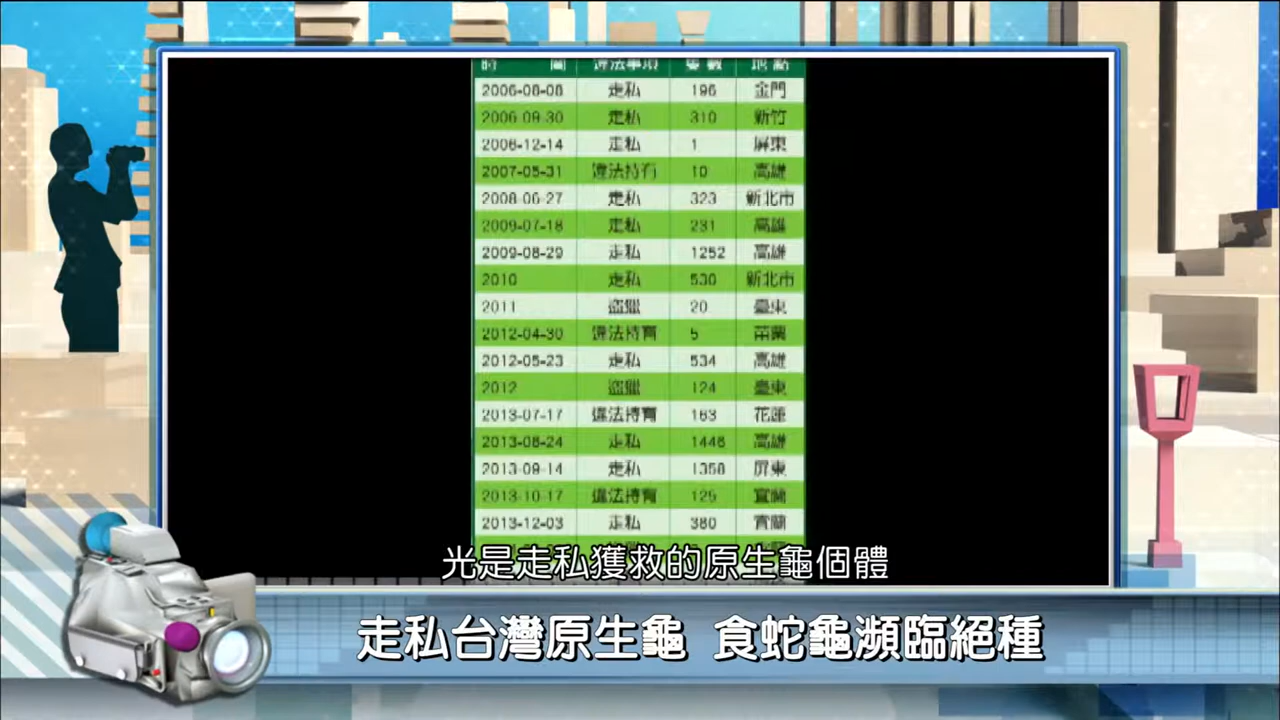 時 間 違法事項 隻 數 地 點
2006-08-08 走私 196 金門
2006-09-30 走私 310 新竹
2006-12-14 走私 1 屏東
2007-05-31 違法持有 10 高雄
2008-06-27 走私 323 新北市
2009-07-18 走私 231 高雄
2009-08-29 走私 1252 高雄
2010 走私 530 新北市
2011 盜獵 20 臺東
2012-04-30 違法持有 5 苗栗
2012-05-23 走私 534 高雄
2012 盜獵 124 臺東
2013-07-17 違法持有 163 花蓮
2013-08-24 走私 1446 高雄
2013-09-14 走私 1358 屏東
2013-10-17 違法持有 125 宜蘭
2013-12-03 走私 380 宜蘭
光是走私獲救的原生龜個體
走私台灣原生龜 食蛇龜瀕臨絕種